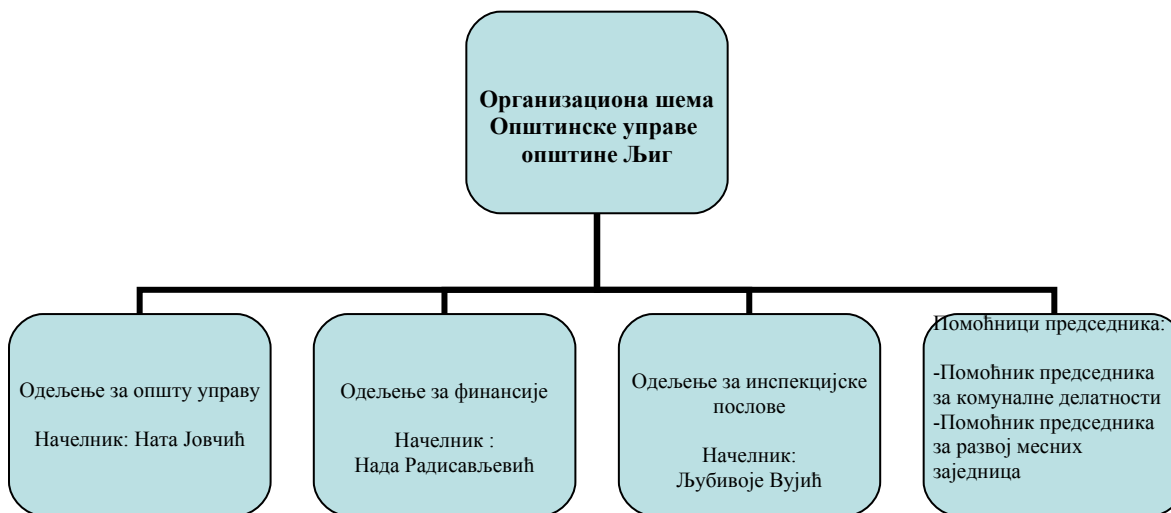 Организациона шема
Општинске управе
општине Љиг
Одељење за општу управу
Начелник: Ната Јовчић
Одељење за финансије
Начелник :
Нада Радисављевић
Одељење за инспекцијске
послове
Начелник:
Љубивоје Вујић
Помоћници председника:
-Помоћник председника
за комуналне делатности
-Помоћник председника
за развој месних
заједница